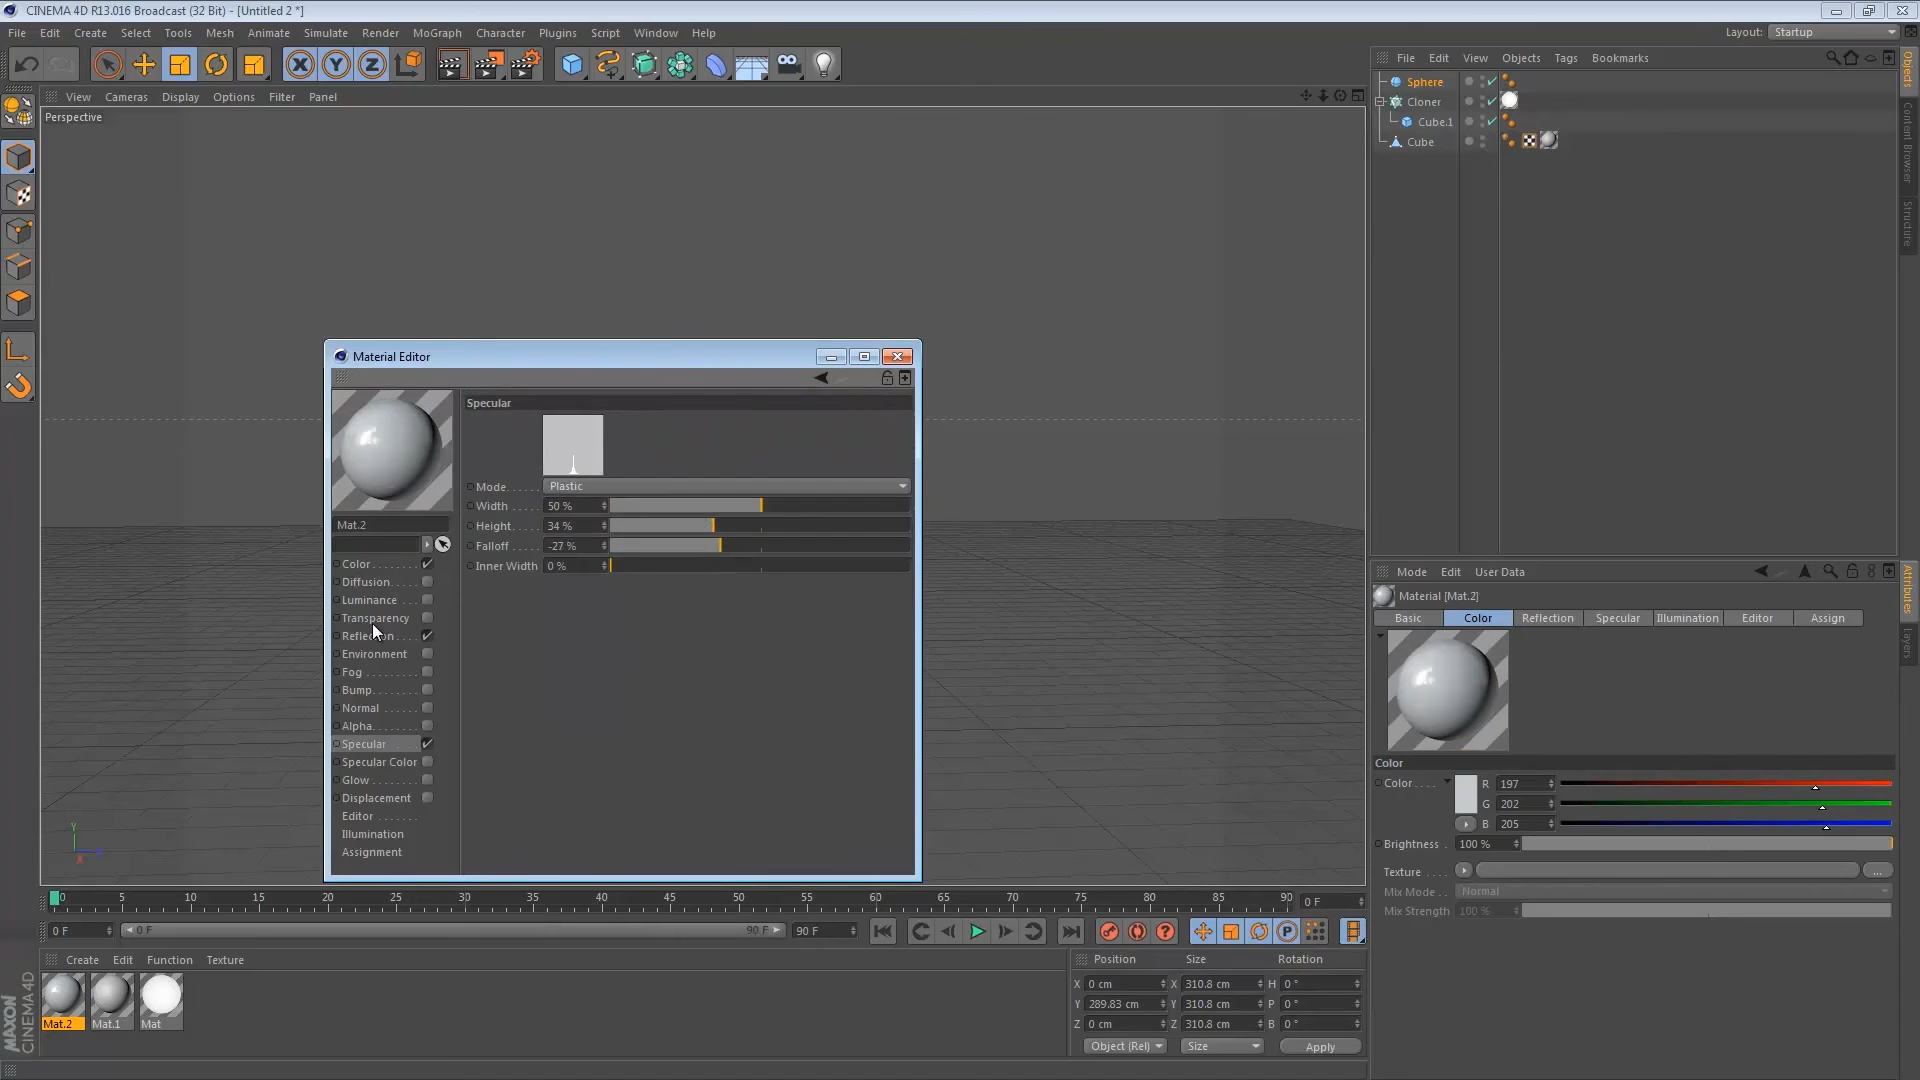 CINEMA 4D R13.016 Broadcast (32 Bit) - [Untitled 2 *]
File Edit Create Select Tools Mesh Animate Simulate Render MoGraph Character Plugins Script Window Help
Layout: Startup
View Cameras Display Options Filter Panel
Perspective
File Edit View Objects Tags Bookmarks
Sphere
Cloner
Cube.1
Cube
Objects
Content Browser
Structure
Material Editor
Mat.2
Color
Diffusion
Luminance
Transparency
Reflection
Environment
Fog
Bump
Normal
Alpha
Specular
Specular Color
Glow
Displacement
Editor
Illumination
Assignment
Specular
Mode Plastic
Width 50 %
Height 34 %
Falloff -27 %
Inner Width 0 %
Mode Edit User Data
Material [Mat.2]
Basic Color Reflection Specular Illumination Editor Assign
Color
Color R 197
G 202
B 205
Brightness 100 %
Texture ...
Mix Mode Normal
Mix Strength 100 %
Attributes
Layers
Y
X
Z
0 5 10 15 20 25 30 35 40 45 50 55 60 65 70 75 80 85 90 0 F
0 F 0 F 90 F 90 F
Create Edit Function Texture
Mat.2 Mat.1 Mat
Position Size Rotation
X 0 cm X 310.8 cm H 0 °
Y 289.83 cm Y 310.8 cm P 0 °
Z 0 cm Z 310.8 cm B 0 °
Object (Rel) Size Apply
MAXON
CINEMA 4D